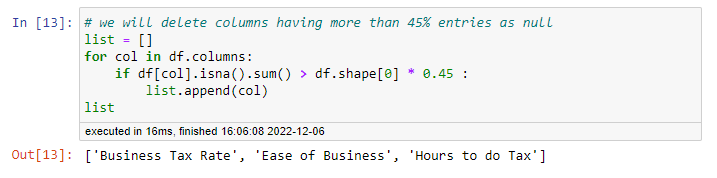 In [13]: # we will delete columns having more than 45% entries as null
list = []
for col in df.columns:
    if df[col].isna().sum() > df.shape[0] * 0.45 :
        list.append(col)
list
executed in 16ms, finished 16:06:08 2022-12-06
Out[13]: ['Business Tax Rate', 'Ease of Business', 'Hours to do Tax']